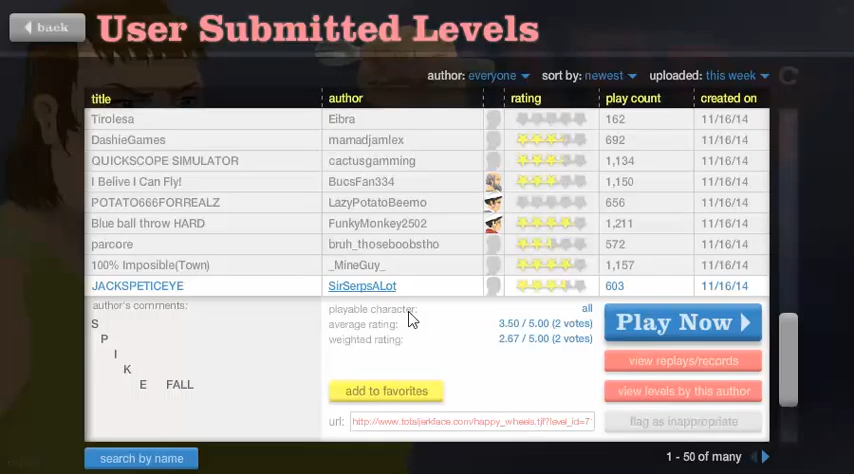 back
User Submitted Levels
author: everyone sort by: newest uploaded: this week
title author rating play count created on
Tirolesa Eibra 162 11/16/14
DashieGames mamadjamlex 692 11/16/14
QUICKSCOPE SIMULATOR cactusgamming 1,134 11/16/14
I Belive I Can Fly! BucsFan334 1,150 11/16/14
POTATO666FORREALZ LazyPotatoBeemo 656 11/16/14
Blue ball throw HARD FunkyMonkey2502 1,211 11/16/14
parcore bruh_thoseboobstho 572 11/16/14
100% Imposible(Town) _MineGuy_ 1,157 11/16/14
JACKSPETICEYE SirSerpsALot 603 11/16/14
author's comments:
S
P
I
K
E FALL
playable character: all
average rating: 3.50 / 5.00 (2 votes)
weighted rating: 2.67 / 5.00 (2 votes)
add to favorites
url: http://www.totaljerkface.com/happy_wheels.tjf?level_id=7
Play Now
view replays/records
view levels by this author
flag as inappropriate
search by name
1 - 50 of many